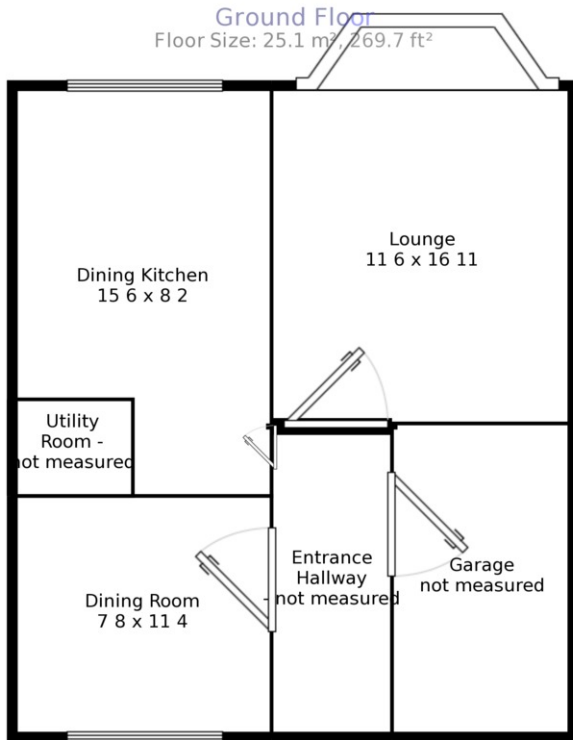 Ground Floor
Floor Size: 25.1 m², 269.7 ft²
Lounge
11 6 x 16 11
Dining Kitchen
15 6 x 8 2
Utility
Room -
not measured
Entrance
Hallway
- not measured
Garage
not measured
Dining Room
7 8 x 11 4